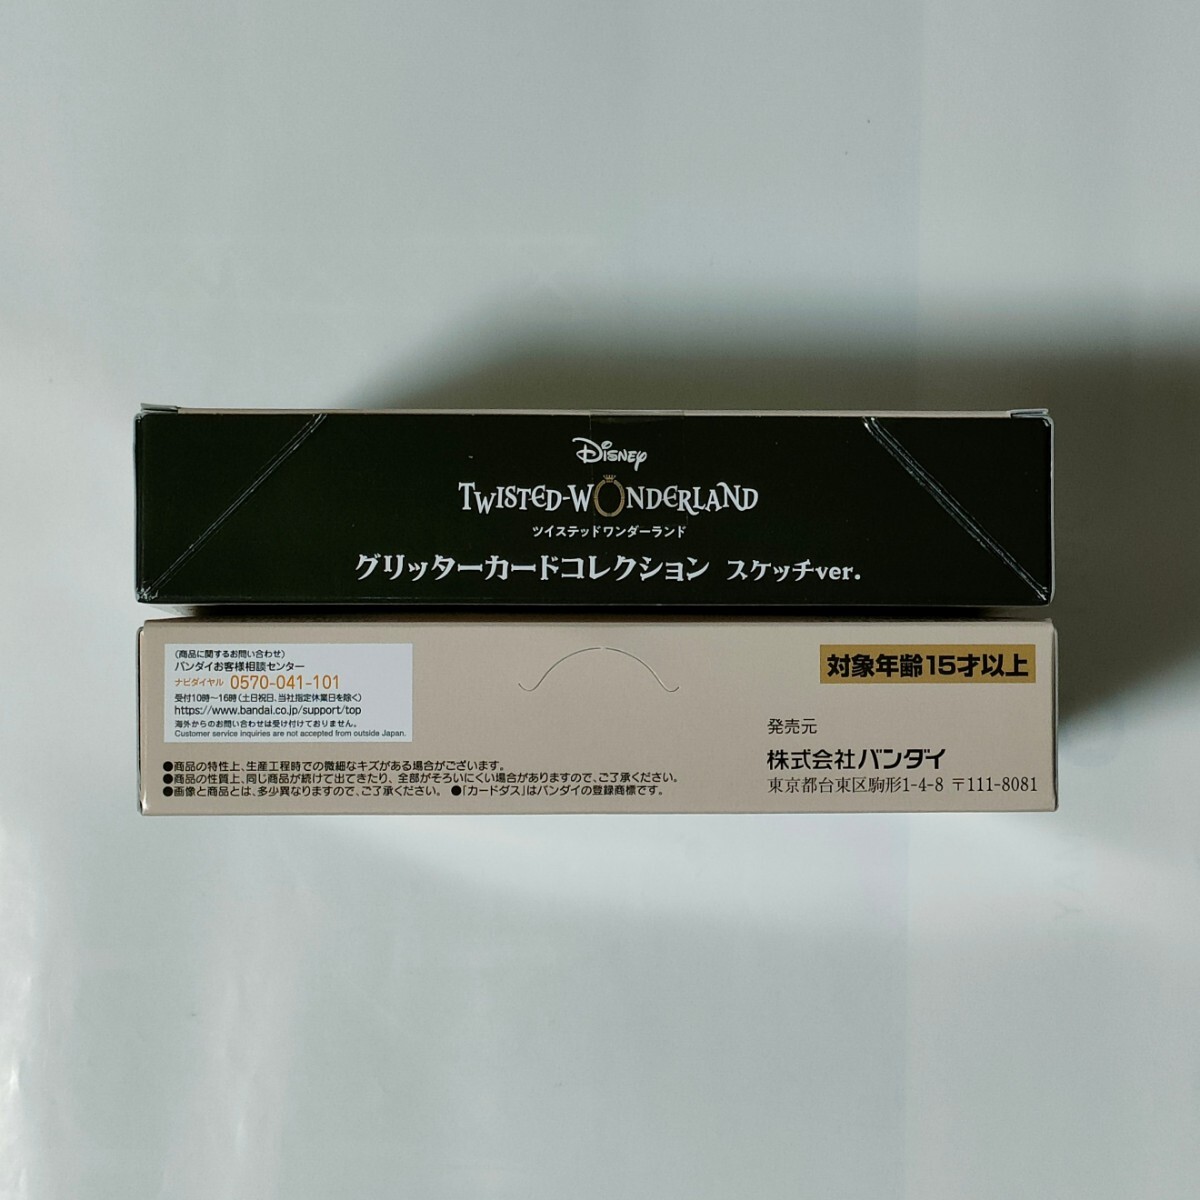 Disney
TWISTED-WONDERLAND
ツイステッドワンダーランド
グリッターカードコレクション スケッチver.
(商品に関するお問い合わせ)
バンダイお客様相談センター
ナビダイヤル 0570-041-101
受付10時〜16時(土日祝日、当社指定休業日を除く)
https://www.bandai.co.jp/support/top
海外からのお問い合わせは受け付けておりません。
Customer service inquiries are not accepted from outside Japan.
●商品の特性上、生産工程時での微細なキズがある場合がございます。
●商品の性質上、同じ商品が続けて出てきたり、全部がそろいにくい場合がありますので、ご了承ください。
●画像と商品とは、多少異なりますので、ご了承ください。 ●「カードダス」はバンダイの登録商標です。
対象年齢15才以上
発売元
株式会社バンダイ
東京都台東区駒形1-4-8 〒111-8081